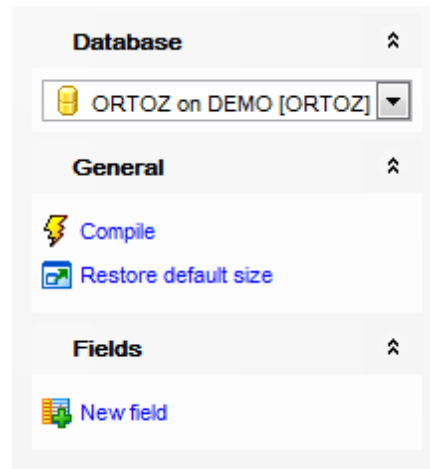 Database
ORTOZ on DEMO [ORTOZ]
General
Compile
Restore default size
Fields
New field